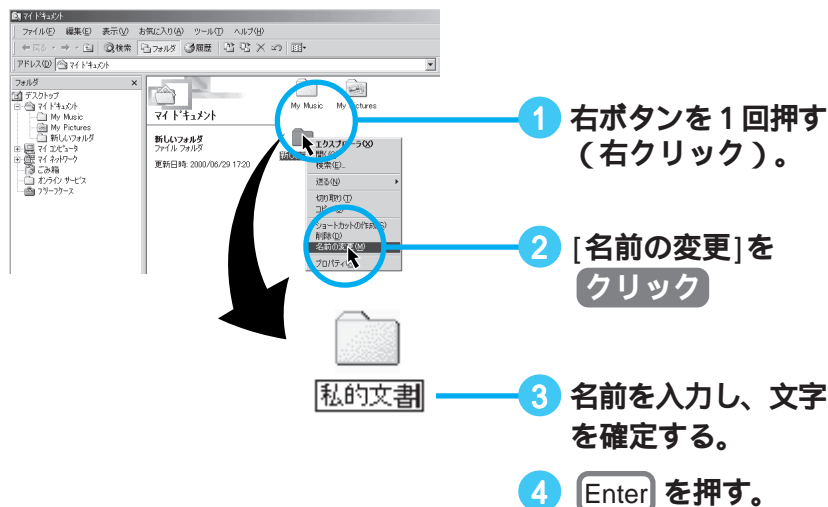 マイ ドキュメント
ファイル(F) 編集(E) 表示(V) お気に入り(A) ツール(T) ヘルプ(H)
戻る 検索 フォルダ 履歴
アドレス(D) マイ ドキュメント
フォルダ ×
デスクトップ
マイ ドキュメント
My Music
My Pictures
新しいフォルダ
マイ コンピュータ
マイ ネットワーク
ごみ箱
オンライン サービス
フリーフケース
マイ ドキュメント
新しいフォルダ
ファイル フォルダ
更新日時: 2000/06/29 17:20
My Music
エクスプローラ(X)
検索(E)...
送る(N)
切り取り(T)
ショートカットの作成(S)
削除(D)
名前の変更(M)
1 右ボタンを1回押す
(右クリック)。
2 [名前の変更]を
クリック
私的文書
3 名前を入力し、文字
を確定する。
4 Enter を押す。